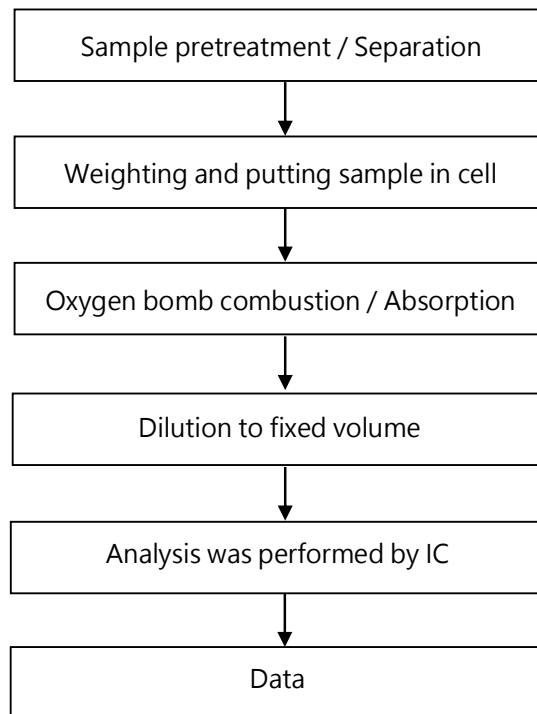 Sample pretreatment / Separation
Weighting and putting sample in cell
Oxygen bomb combustion / Absorption
Dilution to fixed volume
Analysis was performed by IC
Data